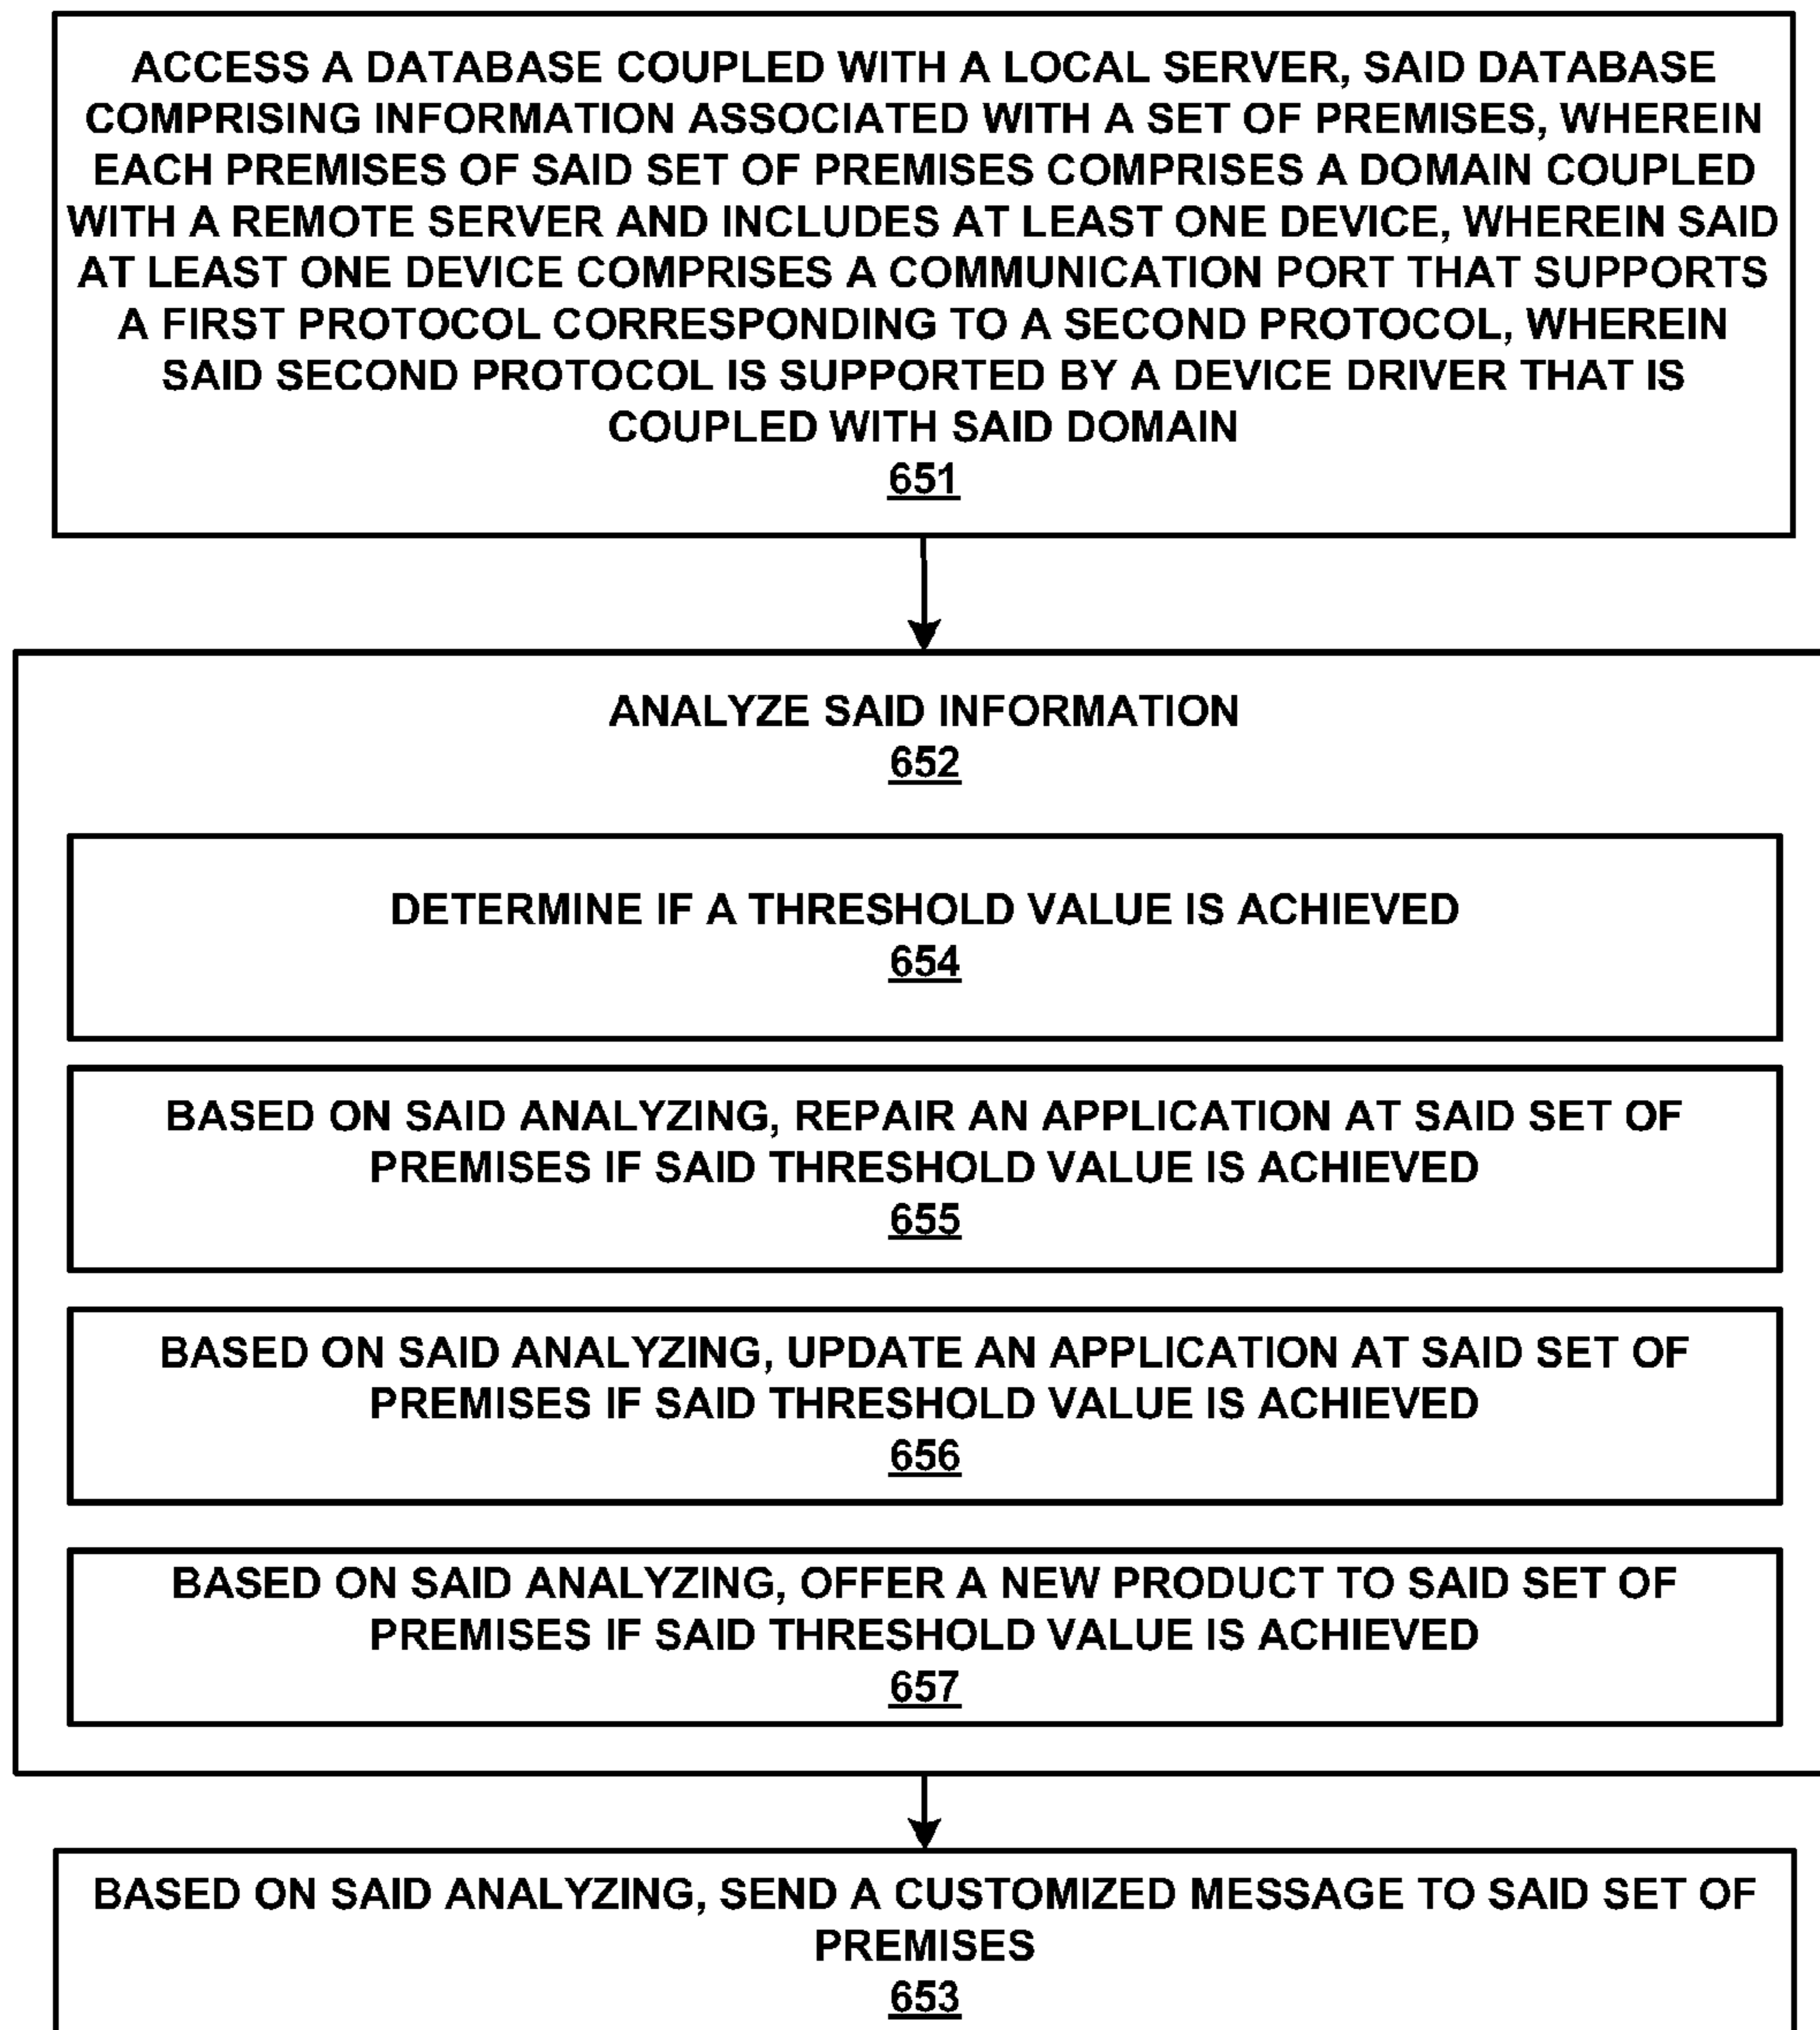 ACCESS A DATABASE COUPLED WITH A LOCAL SERVER, SAID DATABASE
COMPRISING INFORMATION ASSOCIATED WITH A SET OF PREMISES, WHEREIN
EACH PREMISES OF SAID SET OF PREMISES COMPRISES A DOMAIN COUPLED
WITH A REMOTE SERVER AND INCLUDES AT LEAST ONE DEVICE, WHEREIN SAID
AT LEAST ONE DEVICE COMPRISES A COMMUNICATION PORT THAT SUPPORTS
A FIRST PROTOCOL CORRESPONDING TO A SECOND PROTOCOL, WHEREIN
SAID SECOND PROTOCOL IS SUPPORTED BY A DEVICE DRIVER THAT IS
COUPLED WITH SAID DOMAIN
651
ANALYZE SAID INFORMATION
652
DETERMINE IF A THRESHOLD VALUE IS ACHIEVED
654
BASED ON SAID ANALYZING, REPAIR AN APPLICATION AT SAID SET OF
PREMISES IF SAID THRESHOLD VALUE IS ACHIEVED
655
BASED ON SAID ANALYZING, UPDATE AN APPLICATION AT SAID SET OF
PREMISES IF SAID THRESHOLD VALUE IS ACHIEVED
656
BASED ON SAID ANALYZING, OFFER A NEW PRODUCT TO SAID SET OF
PREMISES IF SAID THRESHOLD VALUE IS ACHIEVED
657
BASED ON SAID ANALYZING, SEND A CUSTOMIZED MESSAGE TO SAID SET OF
PREMISES
653